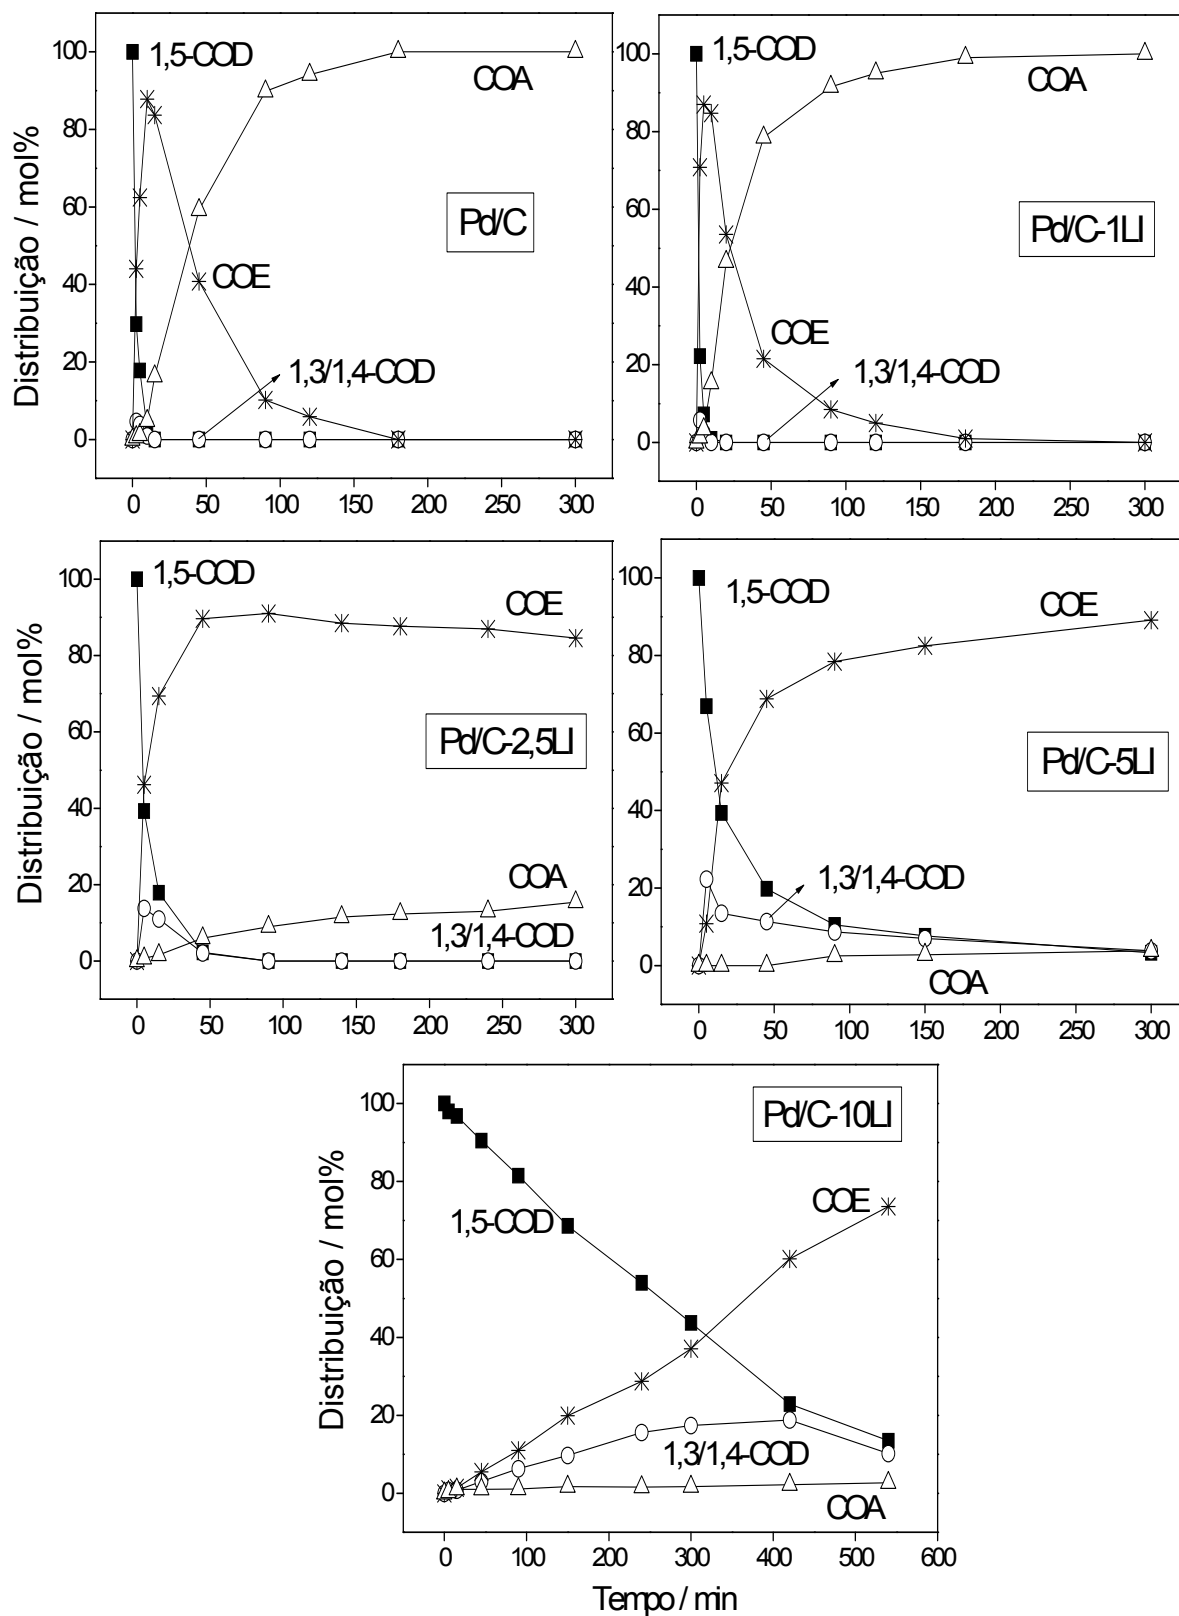 1,5-COD
COA
100
80
60
40
20
0
Distribuição / mol%
Pd/C
COE
1,3/1,4-COD
0 50 100 150 200 250 300
1,5-COD
COA
100
80
60
40
20
0
Pd/C-1LI
COE
1,3/1,4-COD
0 50 100 150 200 250 300
1,5-COD
COE
100
80
60
40
20
0
Distribuição / mol%
Pd/C-2,5LI
COA
1,3/1,4-COD
0 50 100 150 200 250 300
1,5-COD
COE
100
80
60
40
20
0
Pd/C-5LI
1,3/1,4-COD
COA
0 50 100 150 200 250 300
Pd/C-10LI
100
80
60
40
20
0
Distribuição / mol%
COE
1,5-COD
1,3/1,4-COD
COA
0 100 200 300 400 500 600
Tempo / min